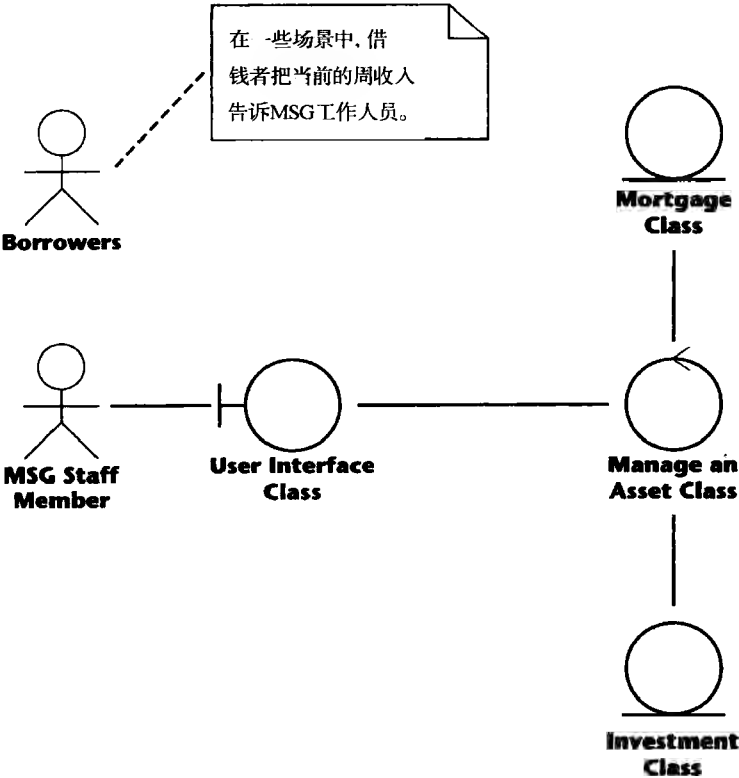 在一些场景中,借
钱者把当前的周收入
告诉MSG工作人员。
Borrowers
Mortgage
Class
MSG Staff
Member
User Interface
Class
Manage an
Asset Class
Investment
Class